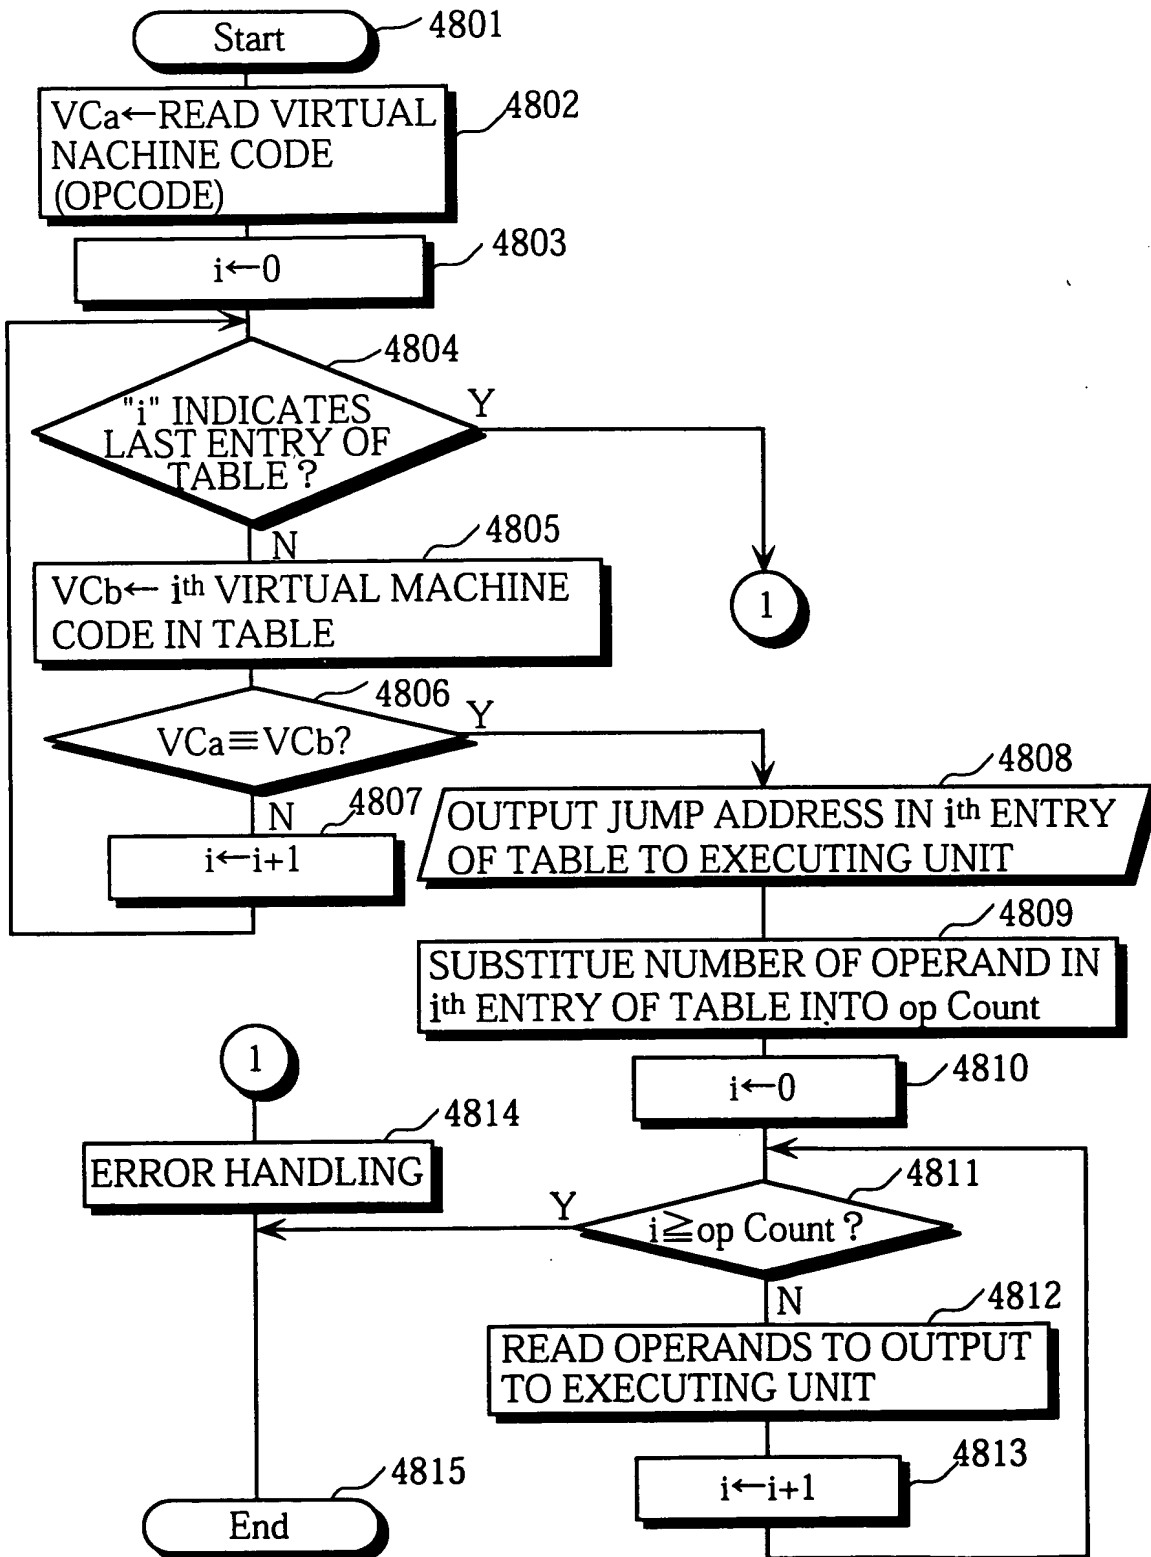 Start
4801
VCa←READ VIRTUAL
NACHINE CODE
(OPCODE)
4802
i←0
4803
"i" INDICATES
LAST ENTRY OF
TABLE ?
4804
Y
N
VCb← ith VIRTUAL MACHINE
CODE IN TABLE
4805
1
VCa≡VCb?
4806
Y
N
i←i+1
4807
OUTPUT JUMP ADDRESS IN ith ENTRY
OF TABLE TO EXECUTING UNIT
4808
SUBSTITUE NUMBER OF OPERAND IN
ith ENTRY OF TABLE INTO op Count
4809
i←0
4810
1
ERROR HANDLING
4814
i≧op Count ?
4811
Y
N
READ OPERANDS TO OUTPUT
TO EXECUTING UNIT
4812
i←i+1
4813
End
4815